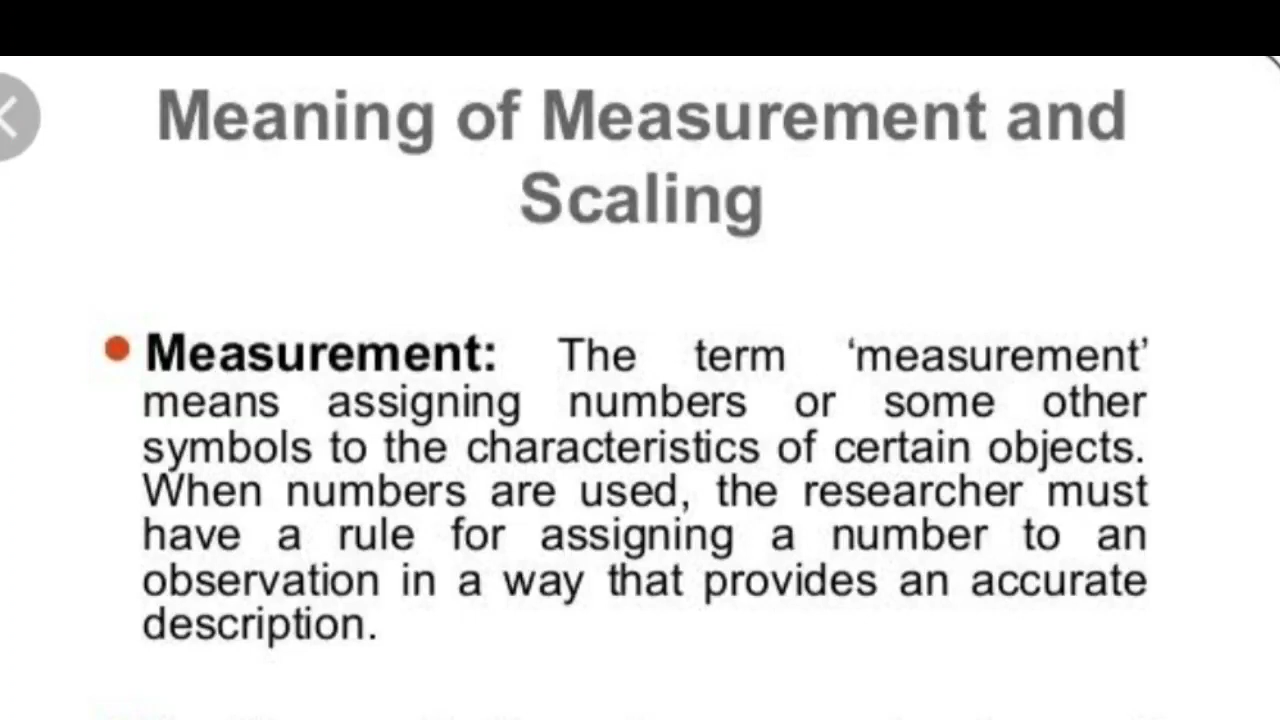 Meaning of Measurement and
Scaling
Measurement: The term ‘measurement’
means assigning numbers or some other
symbols to the characteristics of certain objects.
When numbers are used, the researcher must
have a rule for assigning a number to an
observation in a way that provides an accurate
description.